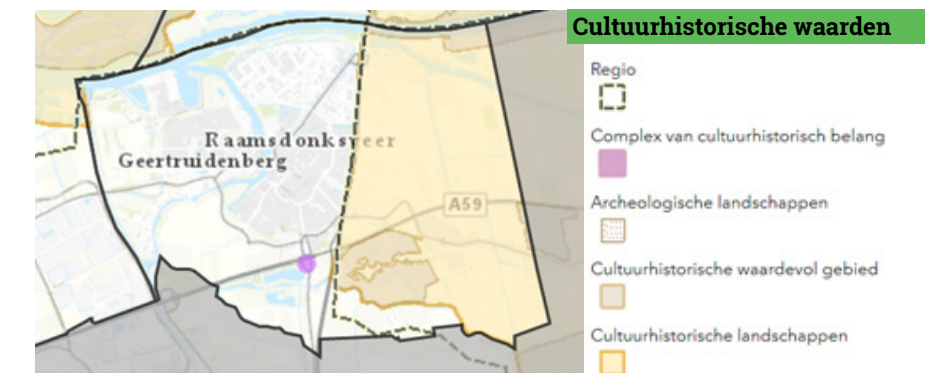 Cultuurhistorische waarden
Regio
Complex van cultuurhistorisch belang
Archeologische landschappen
Cultuurhistorische waardevol gebied
Cultuurhistorische landschappen
Raamsdonksveer
Geertruidenberg
A59